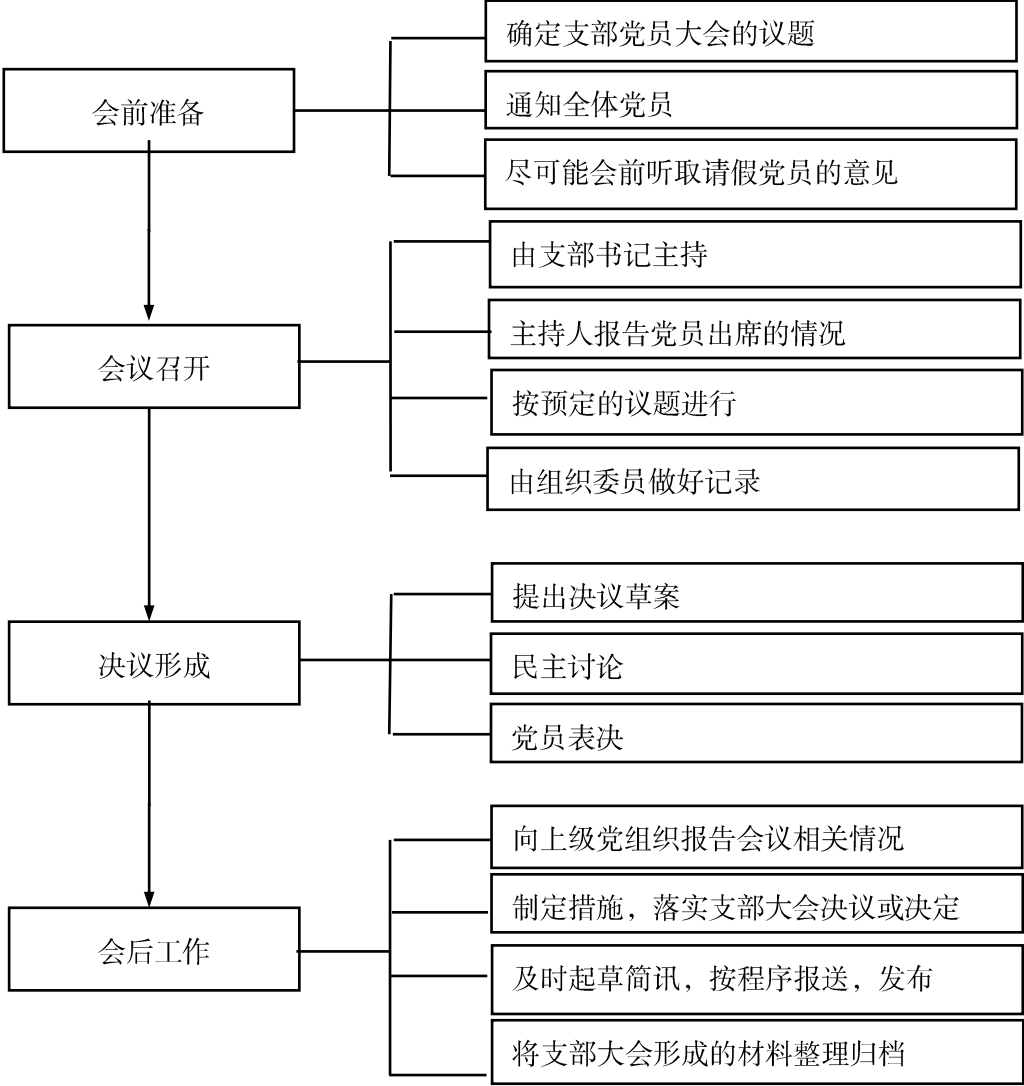 会前准备
确定支部党员大会的议题
通知全体党员
尽可能会前听取请假党员的意见
会议召开
由支部书记主持
主持人报告党员出席的情况
按预定的议题进行
由组织委员做好记录
决议形成
提出决议草案
民主讨论
党员表决
会后工作
向上级党组织报告会议相关情况
制定措施，落实支部大会决议或决定
及时起草简讯，按程序报送，发布
将支部大会形成的材料整理归档